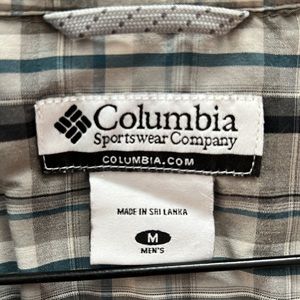 Columbia
Sportswear Company
COLUMBIA.COM
MADE IN SRI LANKA
M
MEN'S